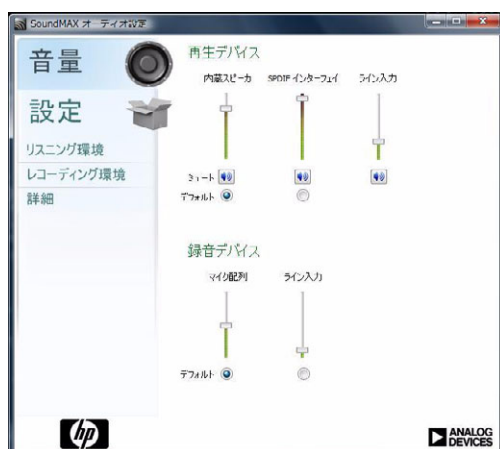 SoundMAX オーディオ設定
音量
設定
リスニング環境
レコーディング環境
詳細
再生デバイス
内蔵スピーカ SPDIF インターフェイ ライン入力
ミュート
デフォルト
録音デバイス
マイク配列 ライン入力
デフォルト
hp
ANALOG
DEVICES